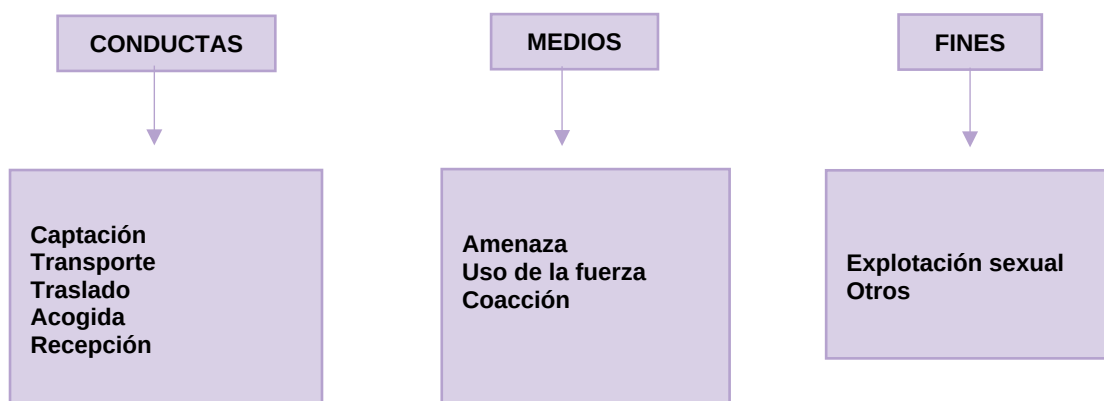 CONDUCTAS
MEDIOS
FINES
Captación
Transporte
Traslado
Acogida
Recepción
Amenaza
Uso de la fuerza
Coacción
Explotación sexual
Otros